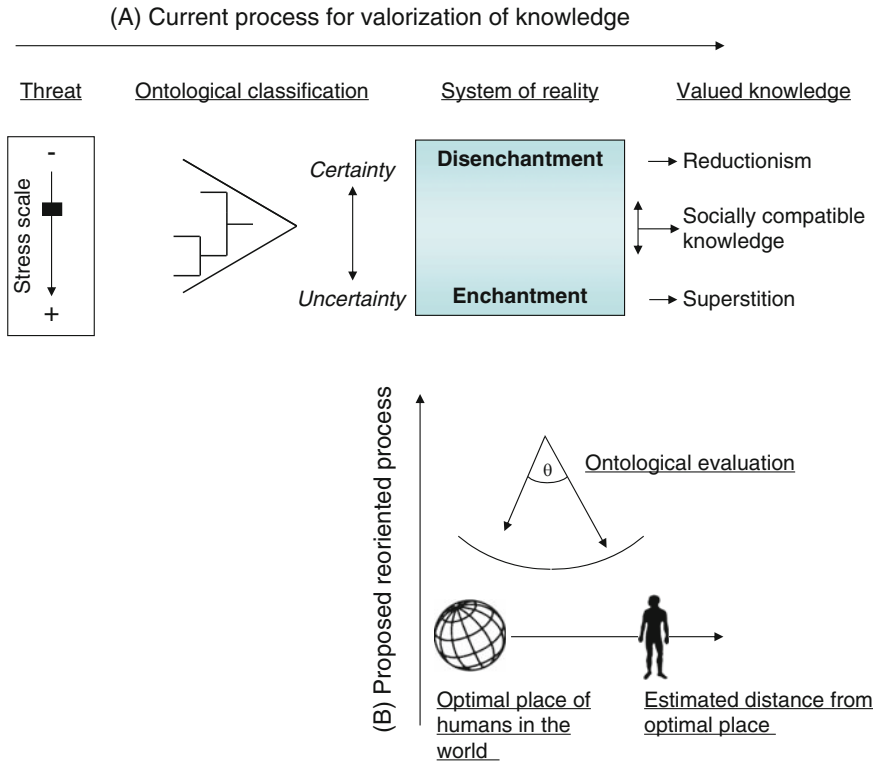 (A) Current process for valorization of knowledge
Threat
Ontological classification
System of reality
Valued knowledge
Stress scale
-
+
Certainty
Uncertainty
Disenchantment
Enchantment
Reductionism
Socially compatible
knowledge
Superstition
(B) Proposed reoriented process
θ
Ontological evaluation
Optimal place of
humans in the
world
Estimated distance from
optimal place